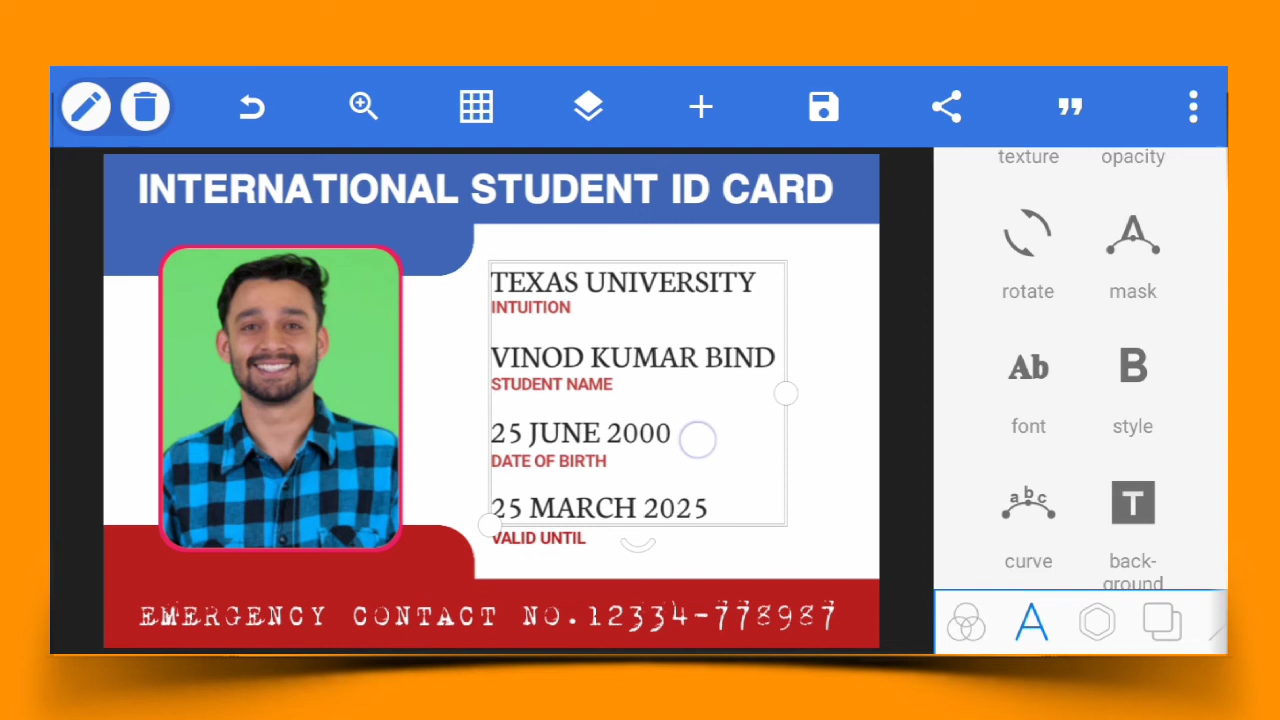 INTERNATIONAL STUDENT ID CARD
TEXAS UNIVERSITY
INTUITION
VINOD KUMAR BIND
STUDENT NAME
25 JUNE 2000
DATE OF BIRTH
25 MARCH 2025
VALID UNTIL
EMERGENCY CONTACT NO.12334-778987
texture opacity
rotate mask
Ab B
font style
abc T
curve back-
ground
A